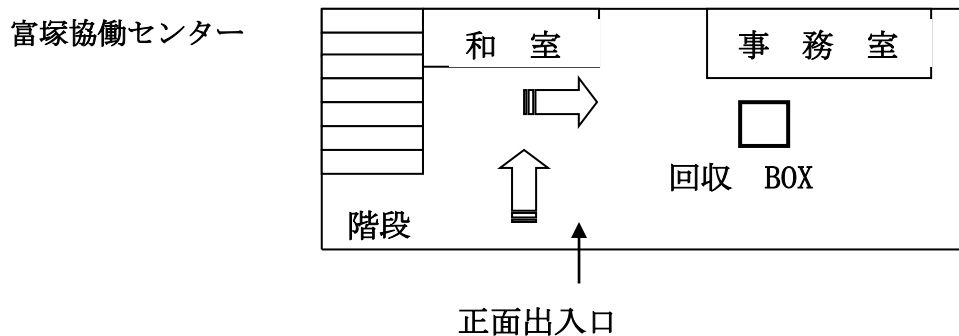 富塚協働センター
和　室
事　務　室
回収　BOX
階段
正面出入口